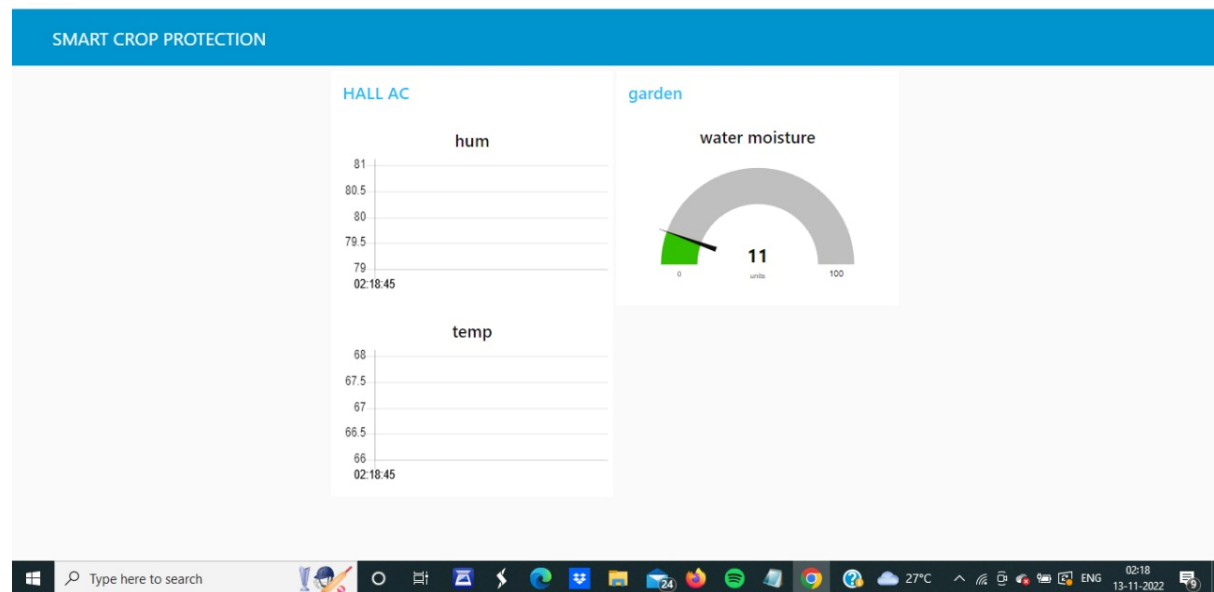 SMART CROP PROTECTION
HALL AC
hum
81
80.5
80
79.5
79
02:18:45
temp
68
67.5
67
66.5
66
02:18:45
garden
water moisture
11
units
0
100
Type here to search
24
27°C
ENG
02:18
13-11-2022
9